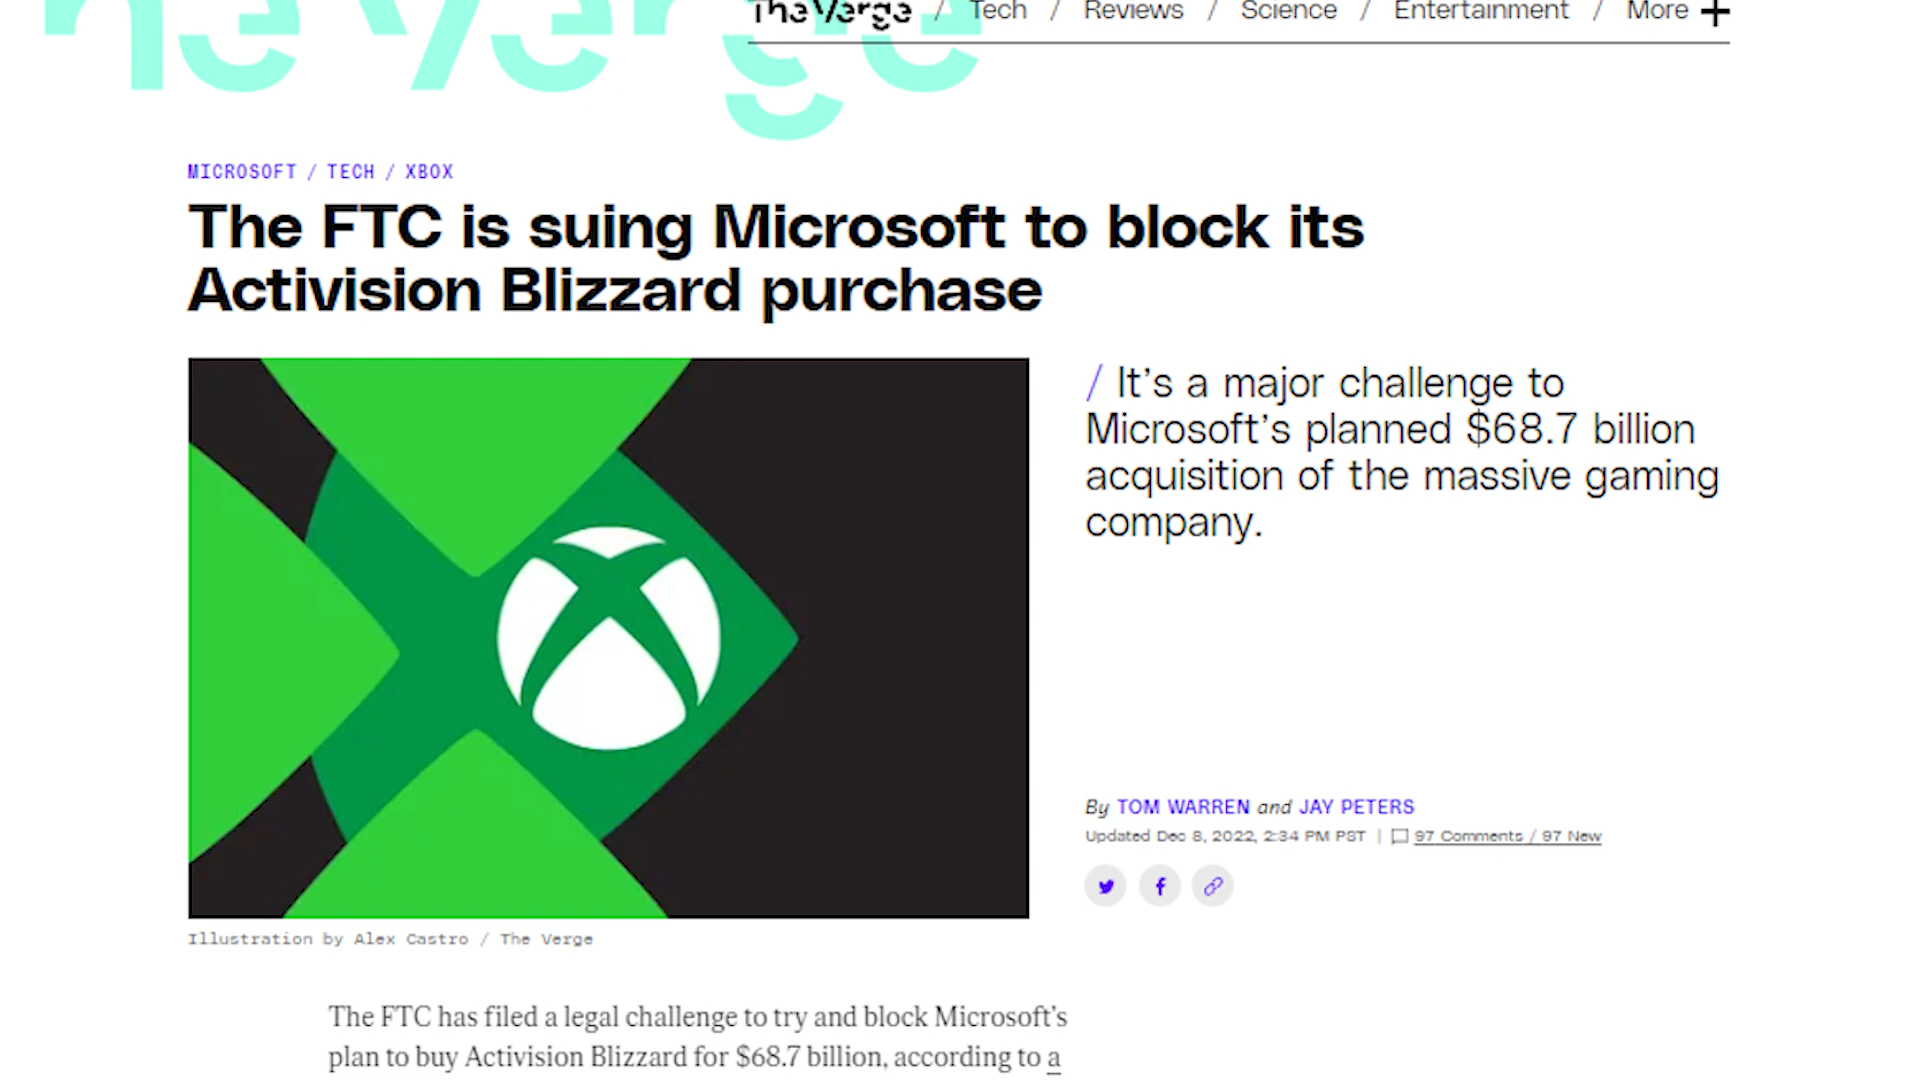 The Verge
The Verge / Tech / Reviews / Science / Entertainment / More +
MICROSOFT / TECH / XBOX
The FTC is suing Microsoft to block its
Activision Blizzard purchase
/ It’s a major challenge to
Microsoft’s planned $68.7 billion
acquisition of the massive gaming
company.
By TOM WARREN and JAY PETERS
Updated Dec 8, 2022, 2:34 PM PST | 97 Comments / 97 New
Illustration by Alex Castro / The Verge
The FTC has filed a legal challenge to try and block Microsoft’s
plan to buy Activision Blizzard for $68.7 billion, according to a